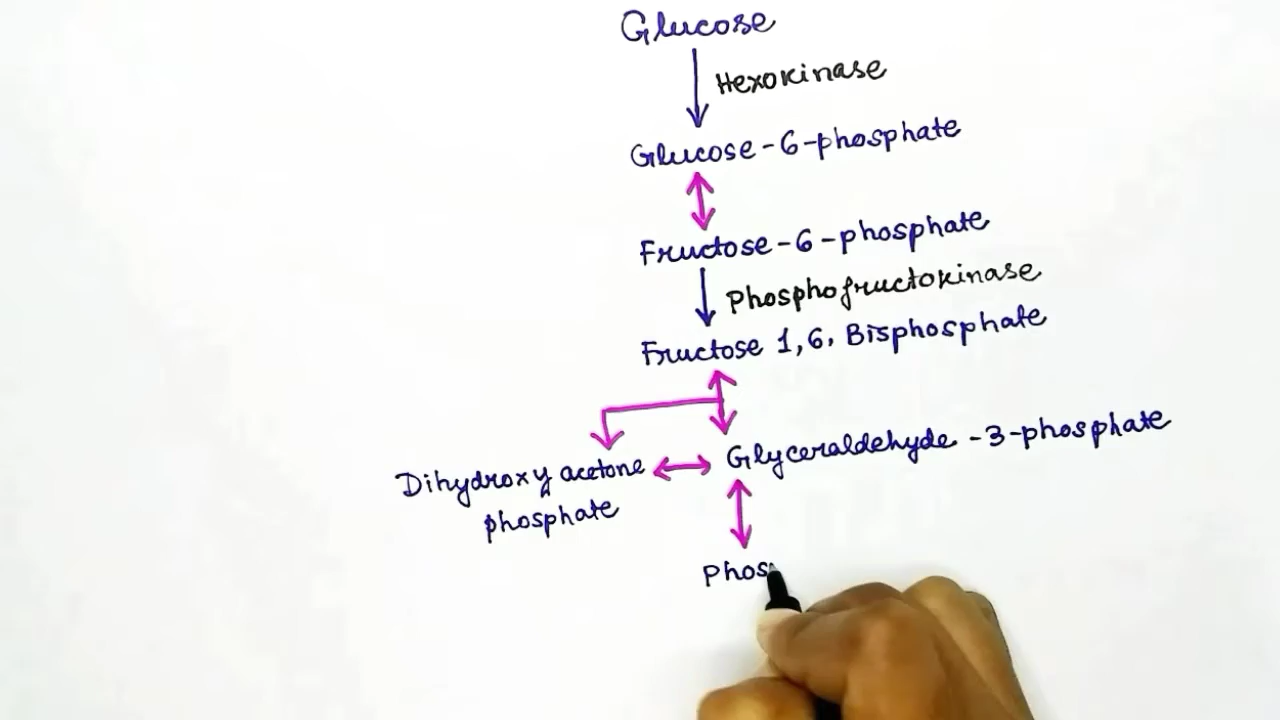 Glucose
Hexokinase
Glucose-6-phosphate
Fructose-6-phosphate
Phosphofructokinase
Fructose 1,6, Bisphosphate
Glyceraldehyde -3-phosphate
Dihydroxy acetone
phosphate
Phos